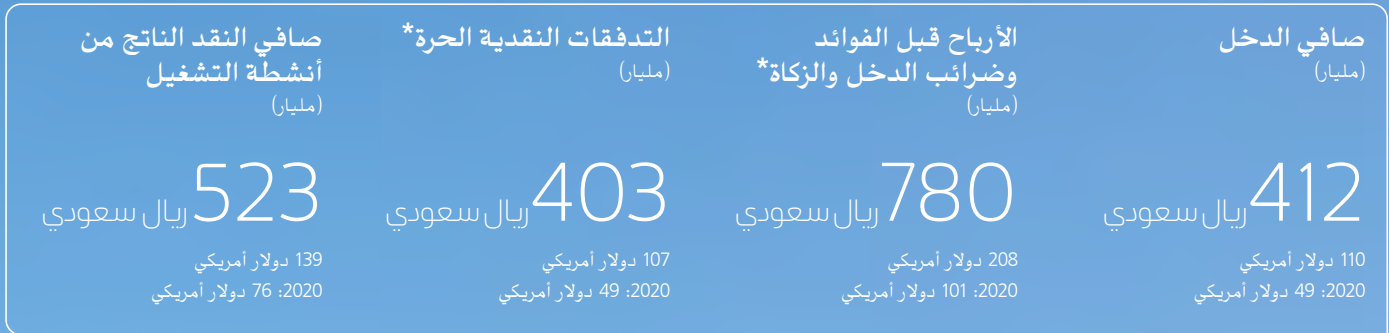 صافي الدخل
(مليار)
412 ريال سعودي
110 دولار أمريكي
2020: 49 دولار أمريكي
الأرباح قبل الفوائد
وضرائب الدخل والزكاة*
(مليار)
780 ريال سعودي
208 دولار أمريكي
2020: 101 دولار أمريكي
التدفقات النقدية الحرة*
(مليار)
403 ريال سعودي
107 دولار أمريكي
2020: 49 دولار أمريكي
صافي النقد الناتج من
أنشطة التشغيل
(مليار)
523 ريال سعودي
139 دولار أمريكي
2020: 76 دولار أمريكي